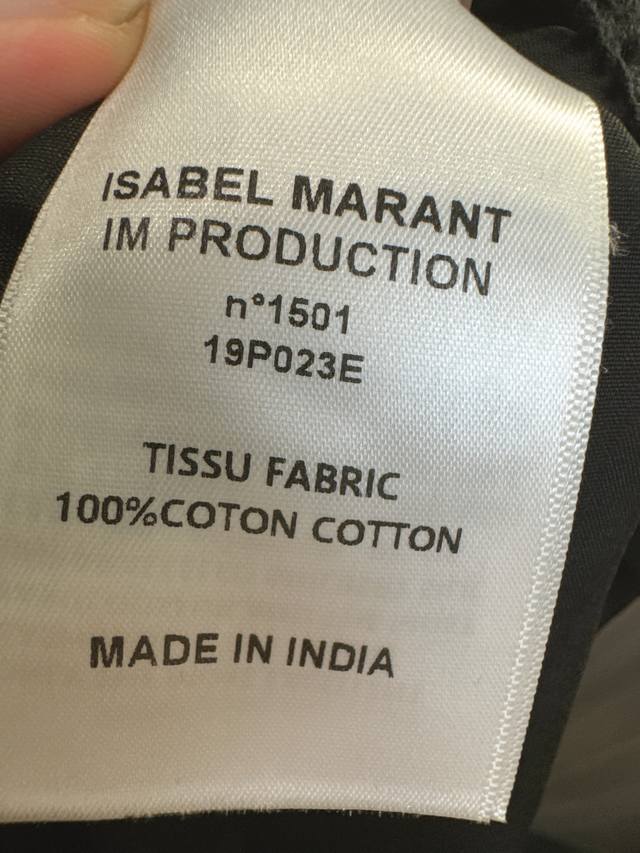 ISABEL MARANT
IM PRODUCTION
n°1501
19P023E
TISSU FABRIC
100%COTON COTTON
MADE IN INDIA